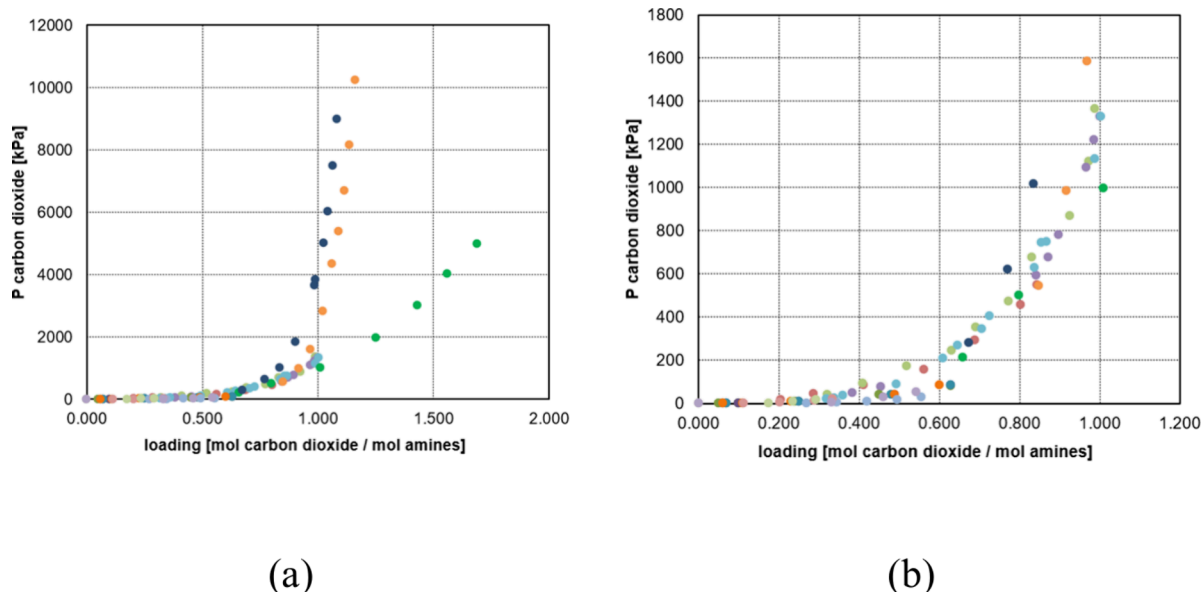 12000
10000
8000
6000
4000
2000
0
P carbon dioxide [kPa]
0.000 0.500 1.000 1.500 2.000
loading [mol carbon dioxide / mol amines]
(a)
1800
1600
1400
1200
1000
800
600
400
200
0
P carbon dioxide [kPa]
0.000 0.200 0.400 0.600 0.800 1.000 1.200
loading [mol carbon dioxide / mol amines]
(b)